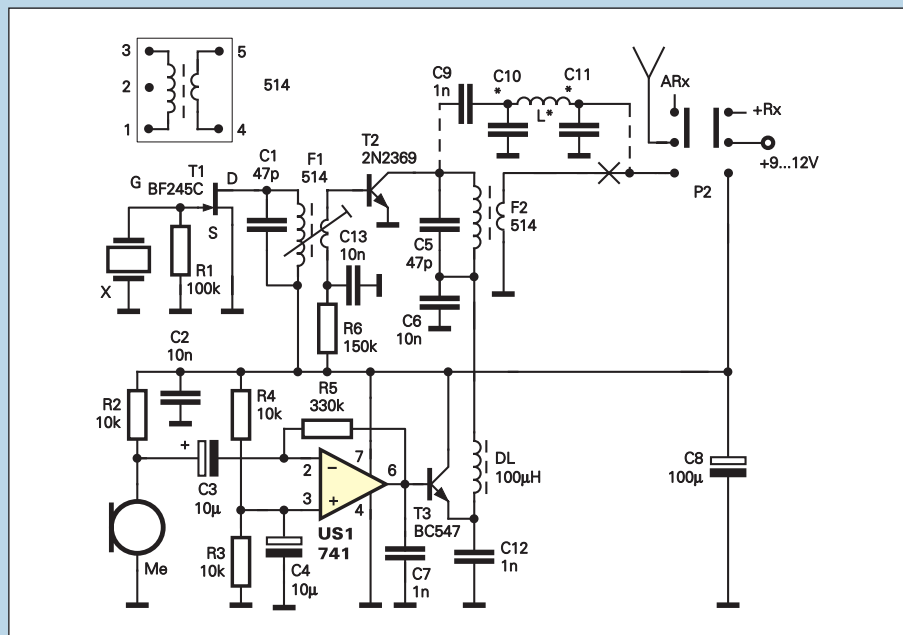 3
5
2
514
1
4
C9
1n
C10
*
C11
*
L*
ARx
+Rx
+9...12V
P2
T1
BF245C
G
D
S
C1
47p
F1
514
T2
2N2369
C13
10n
C5
47p
F2
514
X
R1
100k
C6
10n
R6
150k
C2
10n
R2
10k
R4
10k
R5
330k
+
C3
10µ
2
−
7
6
3
+
4
US1
741
T3
BC547
DL
100µH
C8
100µ
Me
R3
10k
C4
10µ
C7
1n
C12
1n